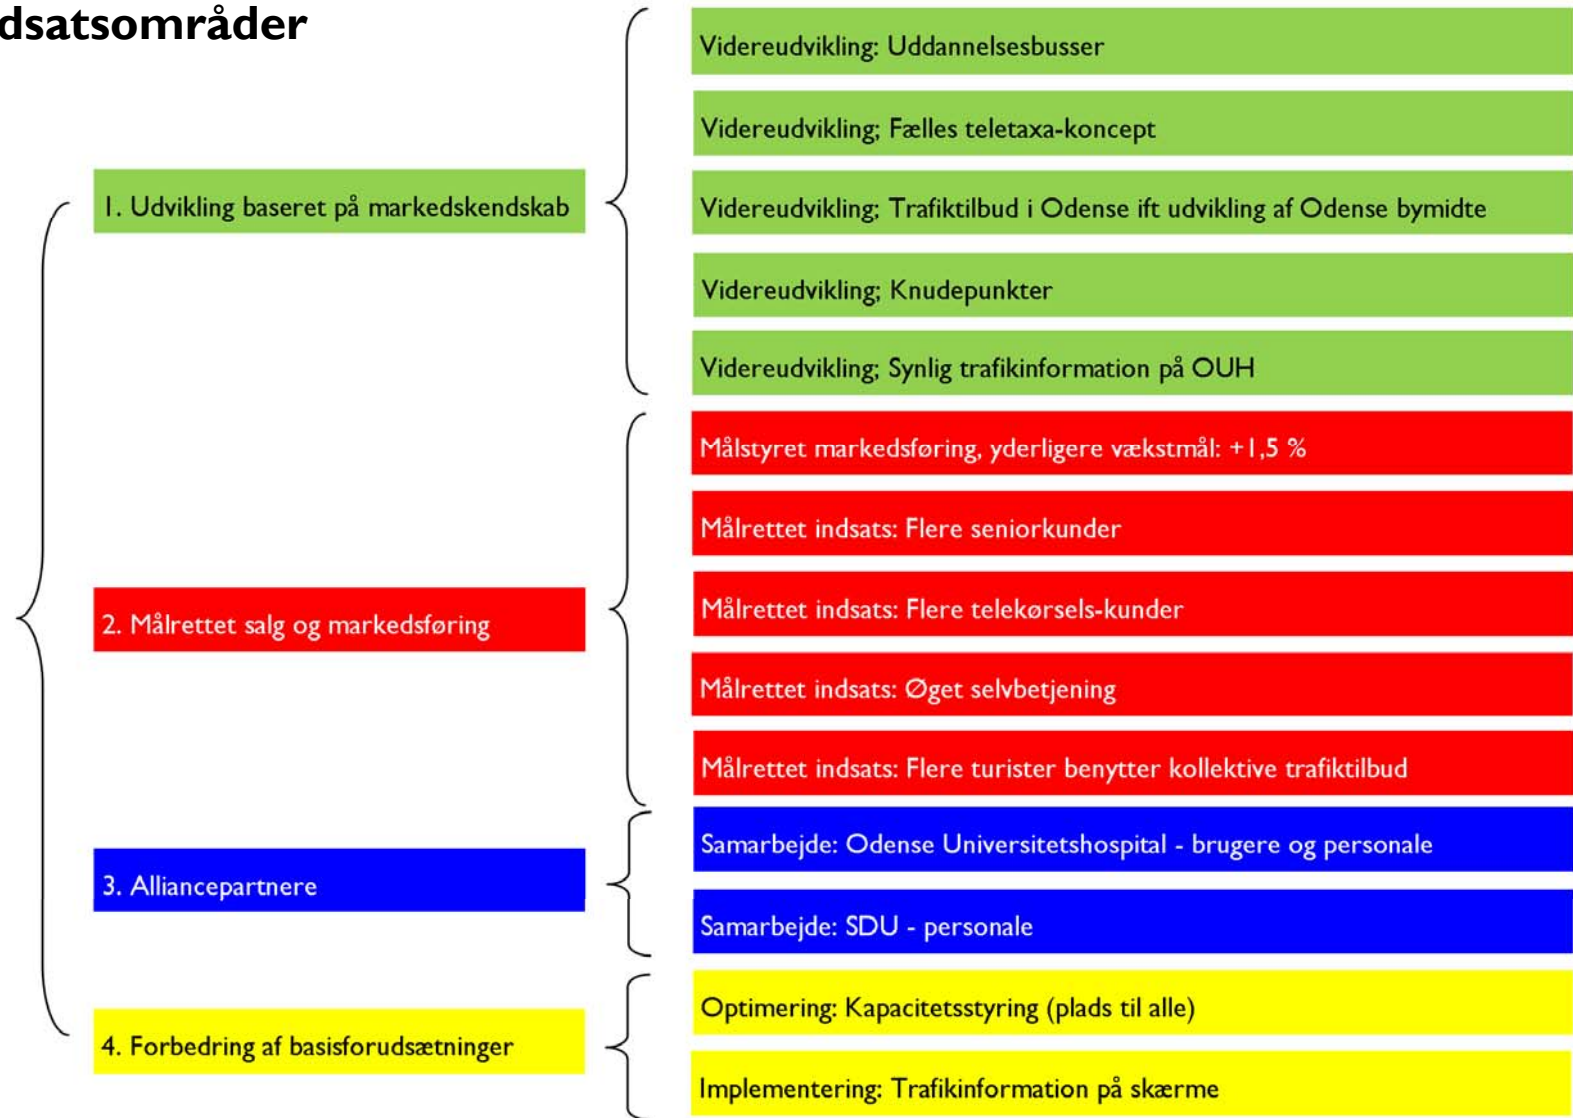 dsatsområder
1. Udvikling baseret på markedskendskab
Videreudvikling: Uddannelsesbusser
Videreudvikling; Fælles teletaxa-koncept
Videreudvikling; Trafiktilbud i Odense ift udvikling af Odense bymidte
Videreudvikling; Knudepunkter
Videreudvikling; Synlig trafikinformation på OUH
2. Målrettet salg og markedsføring
Målstyret markedsføring, yderligere vækstmål: +1,5 %
Målrettet indsats: Flere seniorkunder
Målrettet indsats: Flere telekørsels-kunder
Målrettet indsats: Øget selvbetjening
Målrettet indsats: Flere turister benytter kollektive trafiktilbud
3. Alliancepartnere
Samarbejde: Odense Universitetshospital - brugere og personale
Samarbejde: SDU - personale
4. Forbedring af basisforudsætninger
Optimering: Kapacitetsstyring (plads til alle)
Implementering: Trafikinformation på skærme